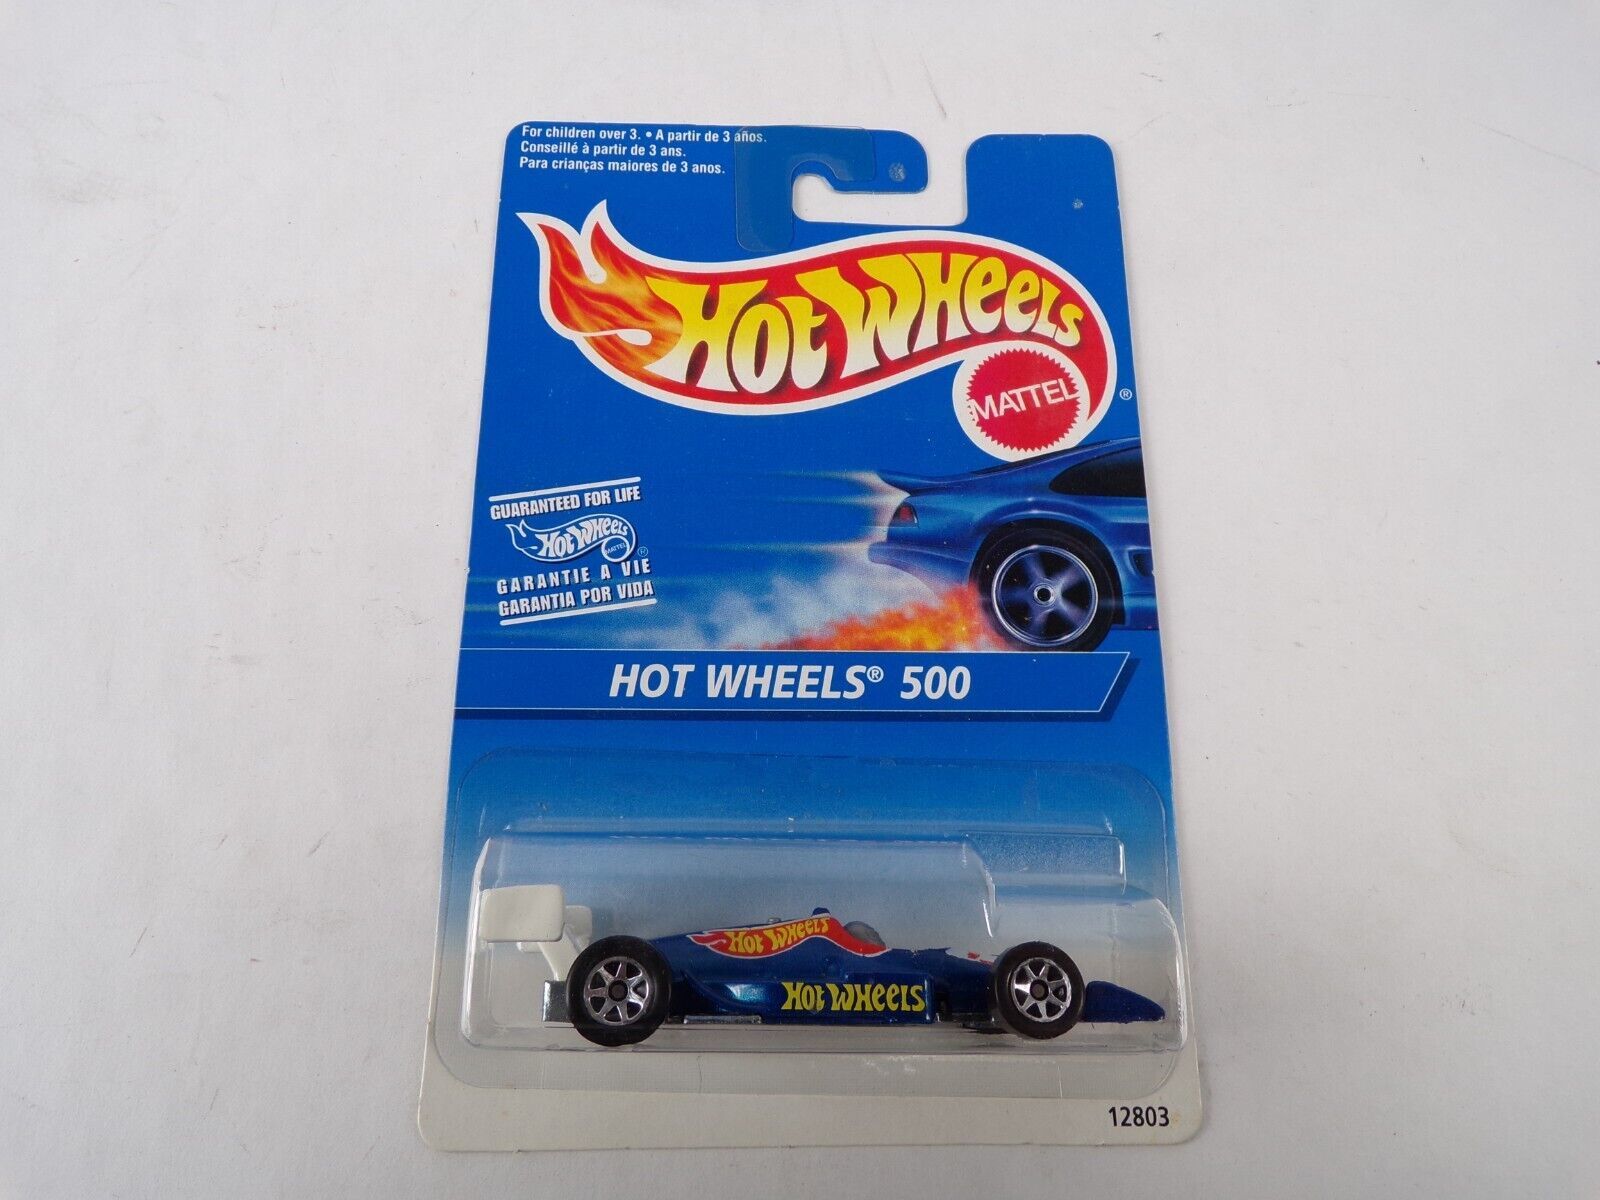 For children over 3. • A partir de 3 años.
Conseillé à partir de 3 ans.
Para crianças maiores de 3 anos.
HOT WHEELS
MATTEL
®
GUARANTEED FOR LIFE
HOT WHEELS
MATTEL
®
GARANTIE A VIE
GARANTIA POR VIDA
HOT WHEELS® 500
HOT WHEELS
HOT WHEELS
12803